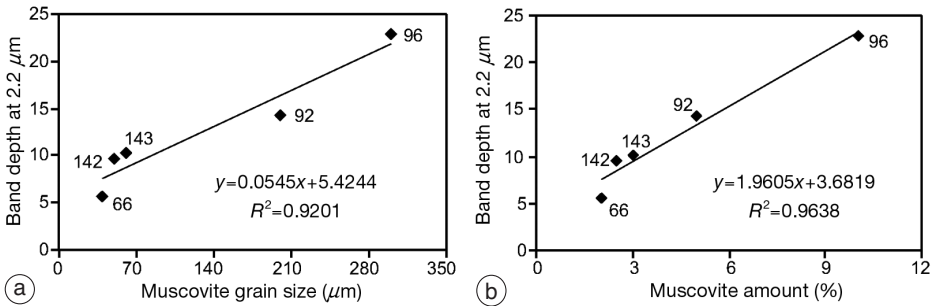 25
20
15
10
5
0
Band depth at 2.2 μm
96
92
143
142
66
y=0.0545x+5.4244
R²=0.9201
0 70 140 210 280 350
Muscovite grain size (μm)
a
25
20
15
10
5
0
Band depth at 2.2 μm
96
92
143
142
66
y=1.9605x+3.6819
R²=0.9638
0 3 6 9 12
Muscovite amount (%)
b